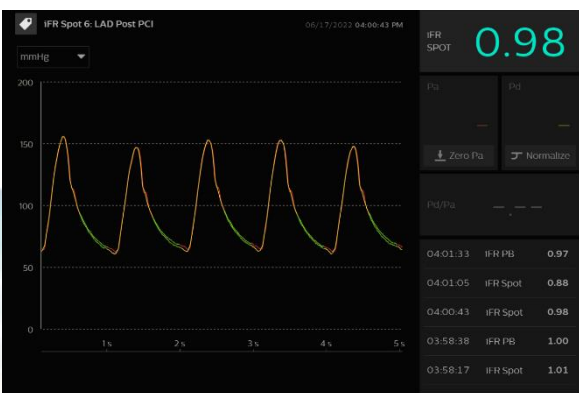 iFR Spot 6: LAD Post PCI
06/17/2022 04:00:43 PM
mmHg
200
150
100
50
0
1 s
2 s
3 s
4 s
5 s
iFR
SPOT
0.98
Pa
Pd
Zero Pa
Normalize
Pd/Pa
04:01:33 iFR PB 0.97
04:01:05 iFR Spot 0.88
04:00:43 iFR Spot 0.98
03:58:38 iFR PB 1.00
03:58:17 iFR Spot 1.01